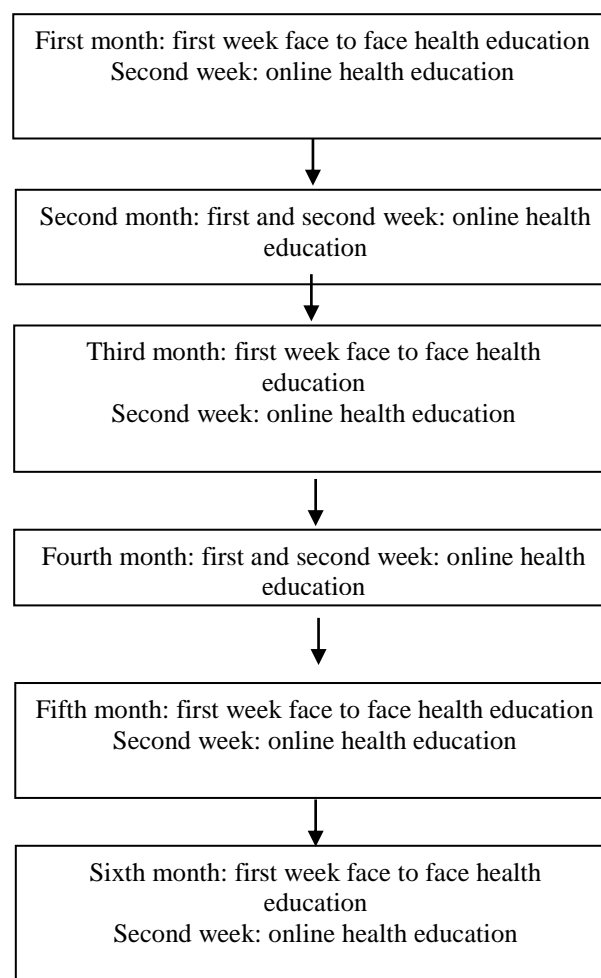 First month: first week face to face health education
Second week: online health education
Second month: first and second week: online health
education
Third month: first week face to face health
education
Second week: online health education
Fourth month: first and second week: online health
education
Fifth month: first week face to face health education
Second week: online health education
Sixth month: first week face to face health
education
Second week: online health education